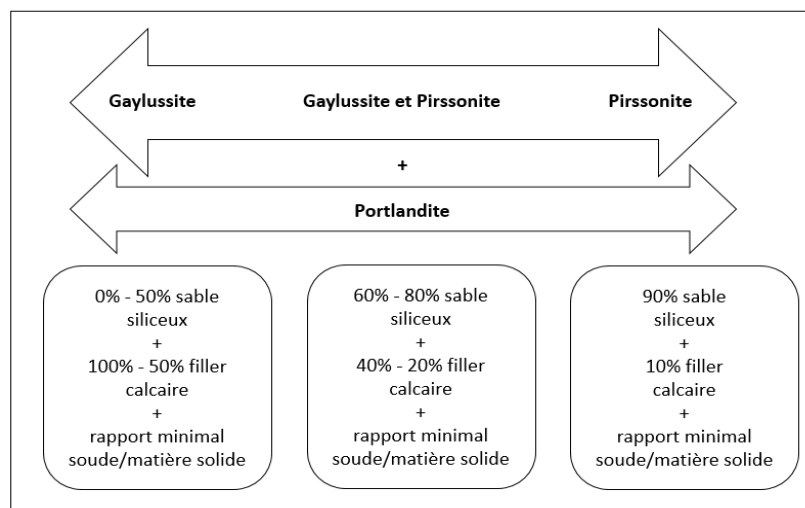 Gaylussite
Gaylussite et Pirssonite
Pirssonite
+
Portlandite
0% - 50% sable
siliceux
+
100% - 50% filler
calcaire
+
rapport minimal
soude/matière solide
60% - 80% sable
siliceux
+
40% - 20% filler
calcaire
+
rapport minimal
soude/matière solide
90% sable
siliceux
+
10% filler
calcaire
+
rapport minimal
soude/matière solide